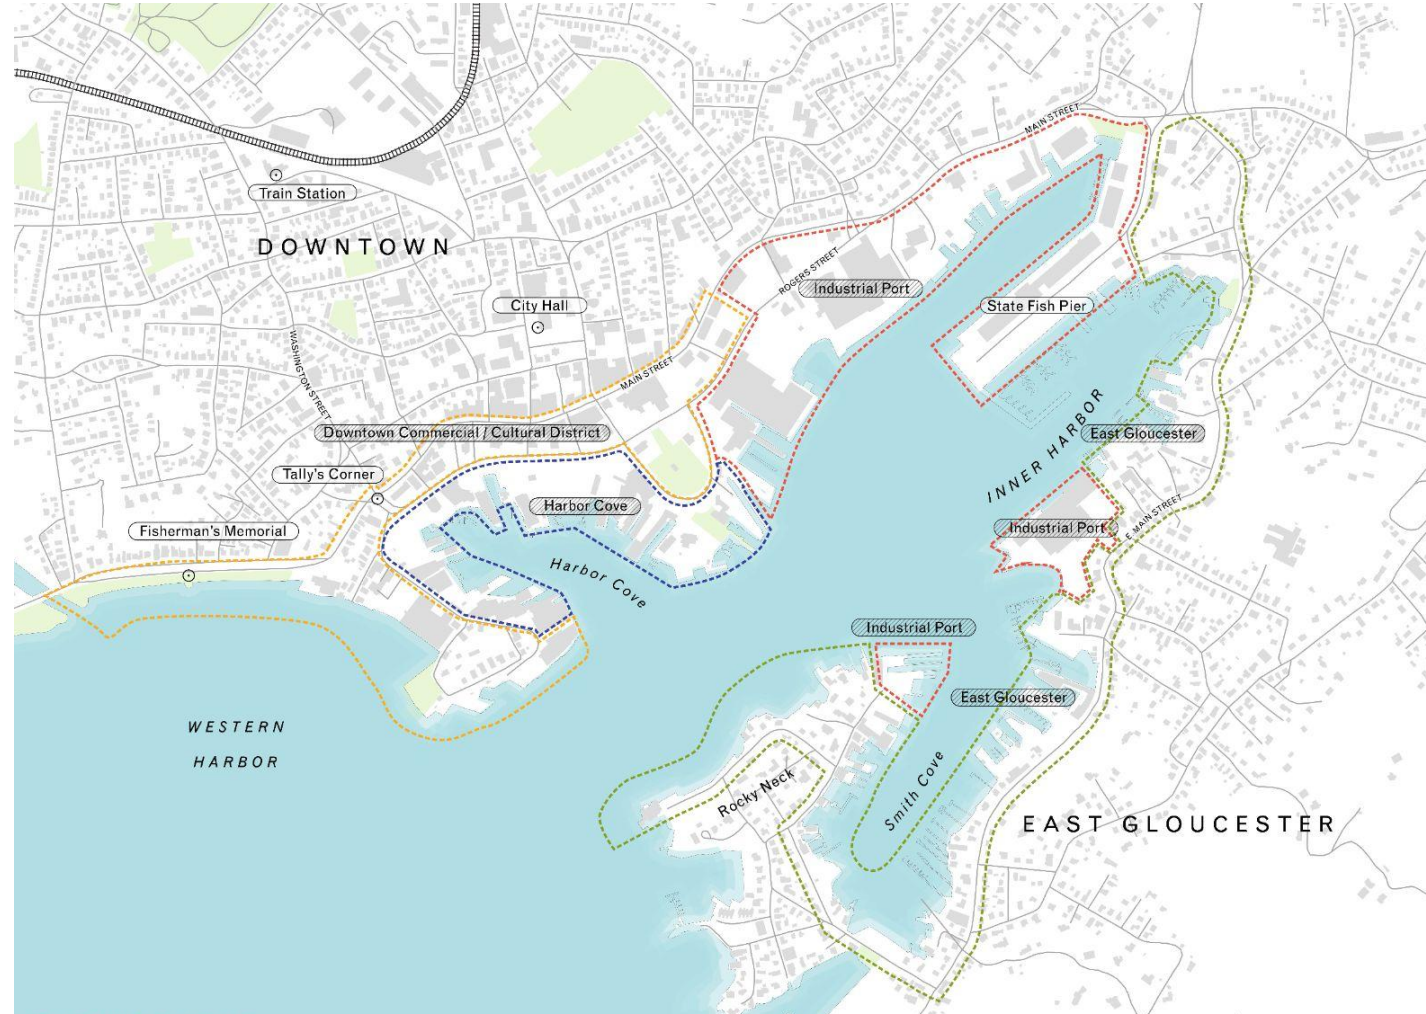 MAIN STREET
Train Station
DOWNTOWN
ROGERS STREET
Industrial Port
City Hall
State Fish Pier
WASHINGTON STREET
MAIN STREET
INNER HARBOR
Downtown Commercial / Cultural District
East Gloucester
Tally's Corner
Harbor Cove
Fisherman's Memorial
Industrial Port
E. MAIN STREET
Harbor Cove
Industrial Port
East Gloucester
WESTERN
HARBOR
Rocky Neck
Smith Cove
EAST GLOUCESTER